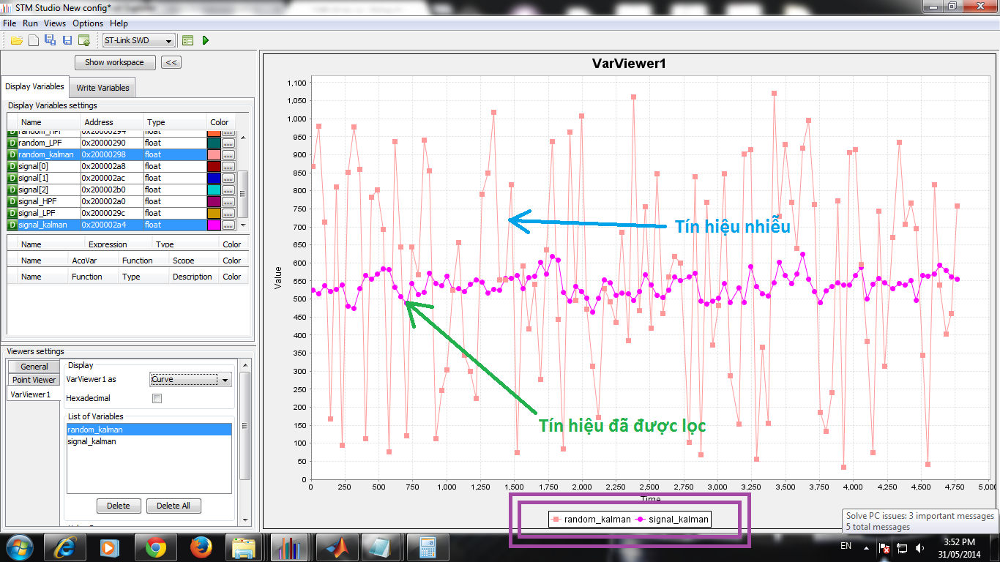 STM Studio New config*
File Run Views Options Help
ST-Link SWD
Show workspace
<<
Display Variables
Write Variables
Display Variables settings
Name Address Type Color
random_HPF 0x20000294 float ...
random_LPF 0x20000290 float ...
random_kalman 0x20000298 float ...
signal[0] 0x200002a8 float ...
signal[1] 0x200002ac float ...
signal[2] 0x200002b0 float ...
signal_HPF 0x200002a0 float ...
signal_LPF 0x2000029c float ...
signal_kalman 0x200002a4 float ...
Name Expression Type Color
Name AcqVar Function Scope Color
Name Function Type Description Color
Viewers settings
General
Point Viewer
VarViewer1
Display
VarViewer1 as Curve
Hexadecimal
List of Variables
random_kalman
signal_kalman
Delete
Delete All
VarViewer1
Value
1,100
1,050
1,000
950
900
850
800
750
700
650
600
550
500
450
400
350
300
250
200
150
100
50
0
Tín hiệu nhiễu
Tín hiệu đã được lọc
0 250 500 750 1,000 1,250 1,500 1,750 2,000 2,250 2,500 2,750 3,000 3,250 3,500 3,750 4,000 4,250 4,500 4,750 5,000
Time
random_kalman signal_kalman
Solve PC issues: 3 important messages
5 total messages
EN
3:52 PM
31/05/2014